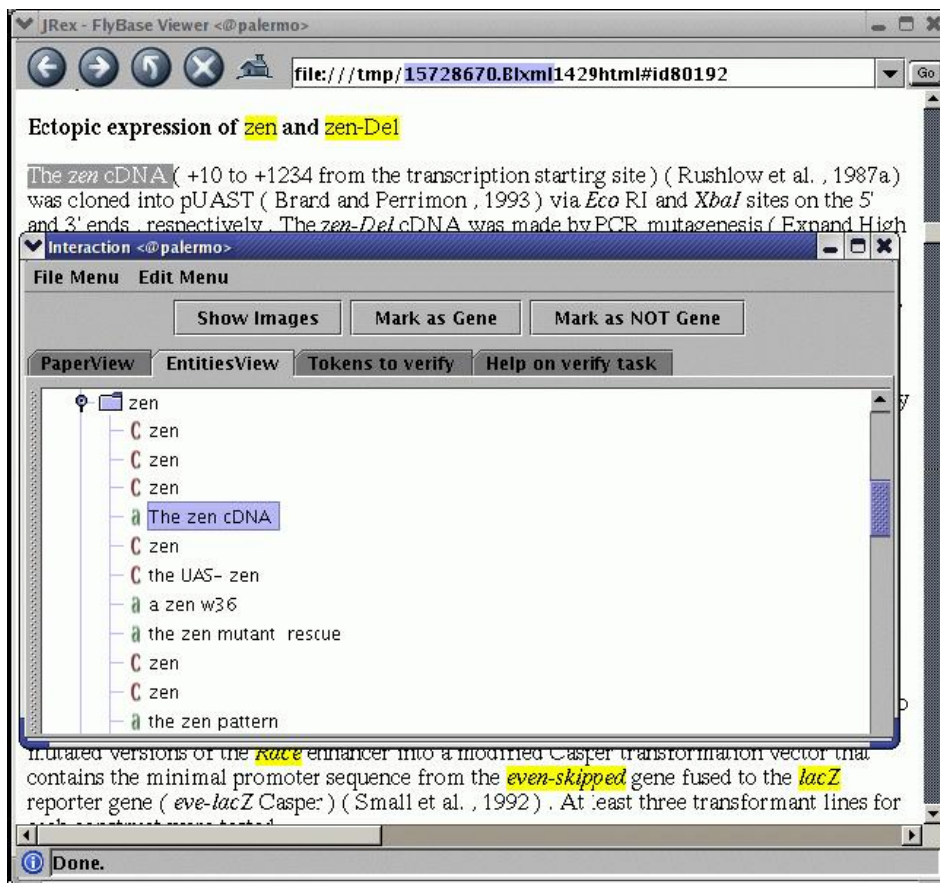 JRex - FlyBase Viewer <@palermo>
file:///tmp/15728670.Blxml1429html#id80192
Go
Ectopic expression of zen and zen-Del
The zen cDNA ( +10 to +1234 from the transcription starting site ) ( Rushlow et al. , 1987a )
was cloned into pUAST ( Brand and Perrimon , 1993 ) via Eco RI and XbaI sites on the 5'
and 3' ends , respectively . The zen-Del cDNA was made by PCR mutagenesis ( Expand High
Interaction <@palermo>
File Menu Edit Menu
Show Images Mark as Gene Mark as NOT Gene
PaperView EntitiesView Tokens to verify Help on verify task
zen
C zen
C zen
C zen
a The zen cDNA
C zen
C the UAS- zen
a a zen w36
a the zen mutant rescue
C zen
C zen
a the zen pattern
mutated versions of the Race enhancer into a modified Casper transformation vector that
contains the minimal promoter sequence from the even-skipped gene fused to the lacZ
reporter gene ( eve-lacZ Casper ) ( Small et al. , 1992 ) . At least three transformant lines for
each construct were tested
Done.